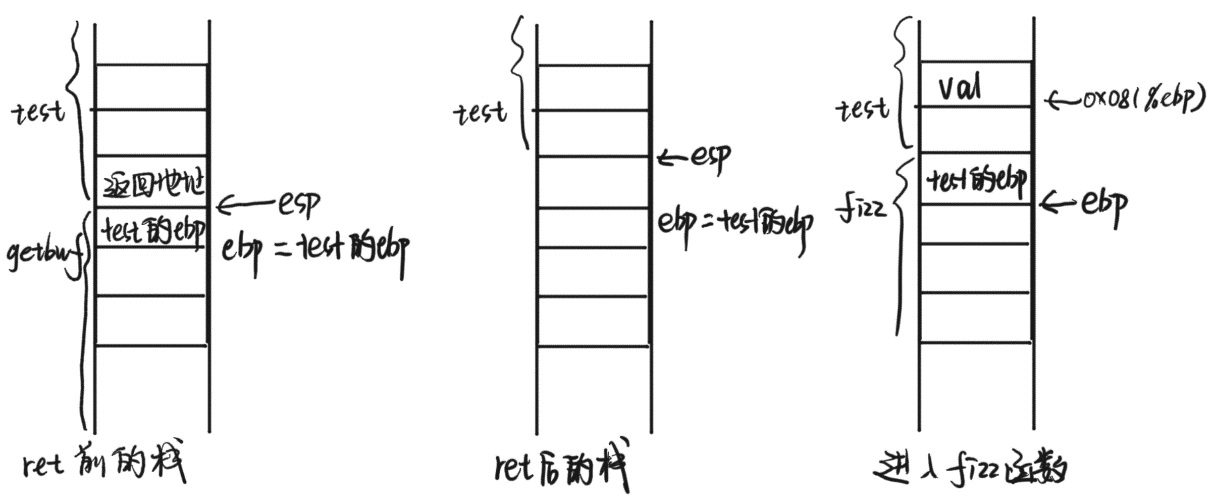 test
返回地址
←esp
getbuf
test的ebp
ebp=test的ebp
ret前的栈
test
←esp
ebp=test的ebp
ret后的栈
val
←0x08(%ebp)
test
test的ebp
fizz
←ebp
进入fizz函数